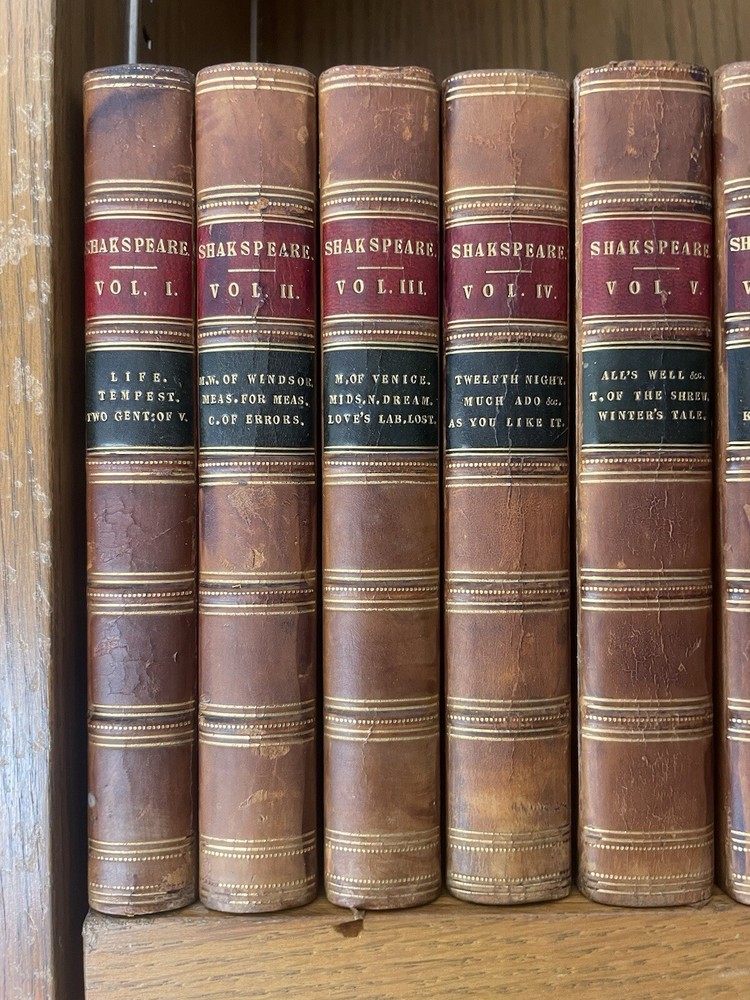 SHAKSPEARE.
VOL. I.
LIFE.
TEMPEST.
TWO GENT: OF V.
SHAKSPEARE.
VOL. II.
M.W. OF WINDSOR.
MEAS. FOR MEAS.
C. OF ERRORS.
SHAKSPEARE.
VOL. III.
M. OF VENICE.
MIDS. N. DREAM.
LOVE'S LAB. LOST.
SHAKSPEARE.
VOL. IV.
TWELFTH NIGHT.
MUCH ADO &c.
AS YOU LIKE IT.
SHAKSPEARE.
VOL. V.
ALL'S WELL &c.
T. OF THE SHREW.
WINTER'S TALE.
SH
V
K